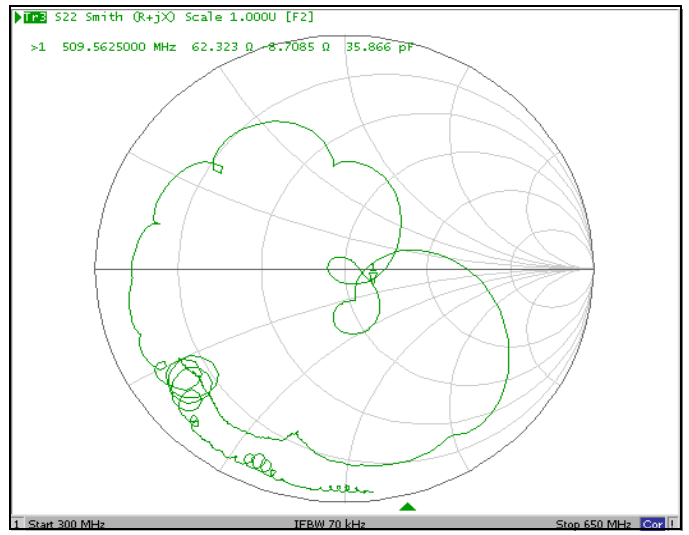 Tr3 S22 Smith (R+jX) Scale 1.000U [F2]
>1 509.5625000 MHz 62.323 Ω -8.7085 Ω 35.866 pF
1
1 Start 300 MHz IFBW 70 kHz Stop 650 MHz Cor !